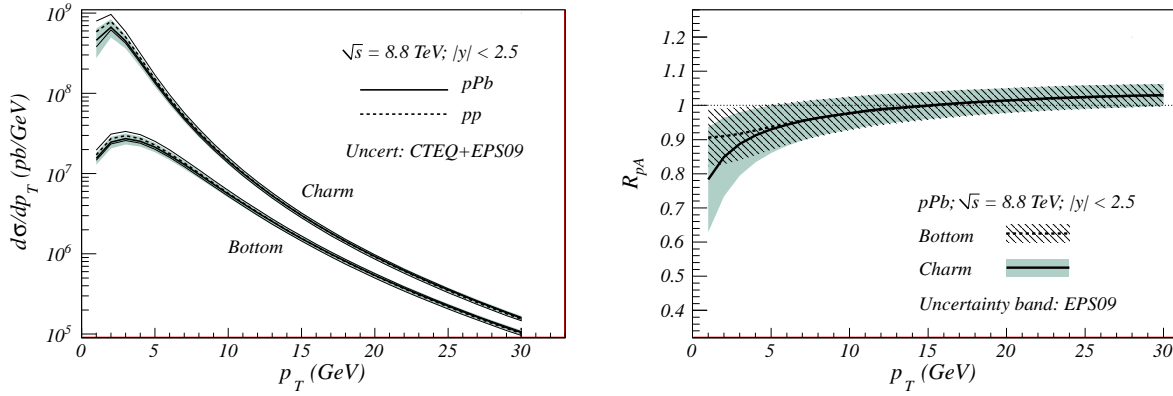 10^9
10^8
10^7
10^6
10^5
dσ/dp_T (pb/GeV)
√s = 8.8 TeV; |y| < 2.5
pPb
pp
Uncert: CTEQ+EPS09
Charm
Bottom
0 5 10 15 20 25 30
p_T (GeV)
1.2
1.1
1
0.9
0.8
0.7
0.6
0.5
0.4
R_pA
pPb; √s = 8.8 TeV; |y| < 2.5
Bottom
Charm
Uncertainty band: EPS09
0 5 10 15 20 25 30
p_T (GeV)